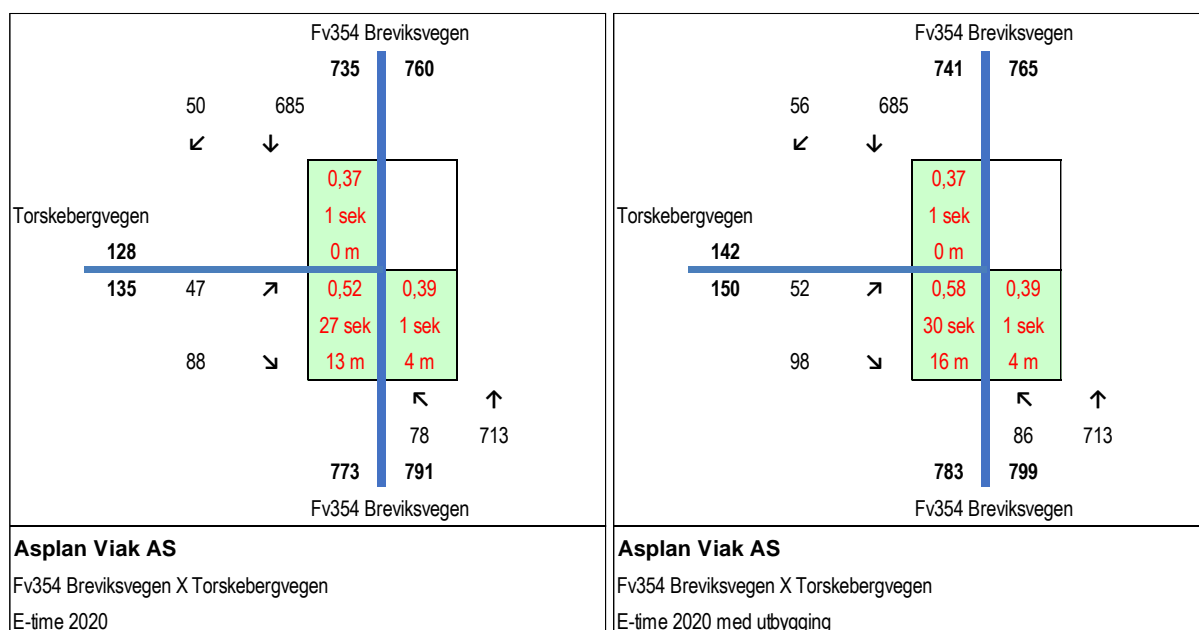 Fv354 Breviksvegen
735 760
50 685
↙ ↓
0,37
Torskebergvegen 1 sek
128 0 m
135 47 ↗ 0,52 0,39
27 sek 1 sek
88 ↘ 13 m 4 m
↖ ↑
78 713
773 791
Fv354 Breviksvegen
Asplan Viak AS
Fv354 Breviksvegen X Torskebergvegen
E-time 2020
Fv354 Breviksvegen
741 765
56 685
↙ ↓
0,37
Torskebergvegen 1 sek
142 0 m
150 52 ↗ 0,58 0,39
30 sek 1 sek
98 ↘ 16 m 4 m
↖ ↑
86 713
783 799
Fv354 Breviksvegen
Asplan Viak AS
Fv354 Breviksvegen X Torskebergvegen
E-time 2020 med utbygging